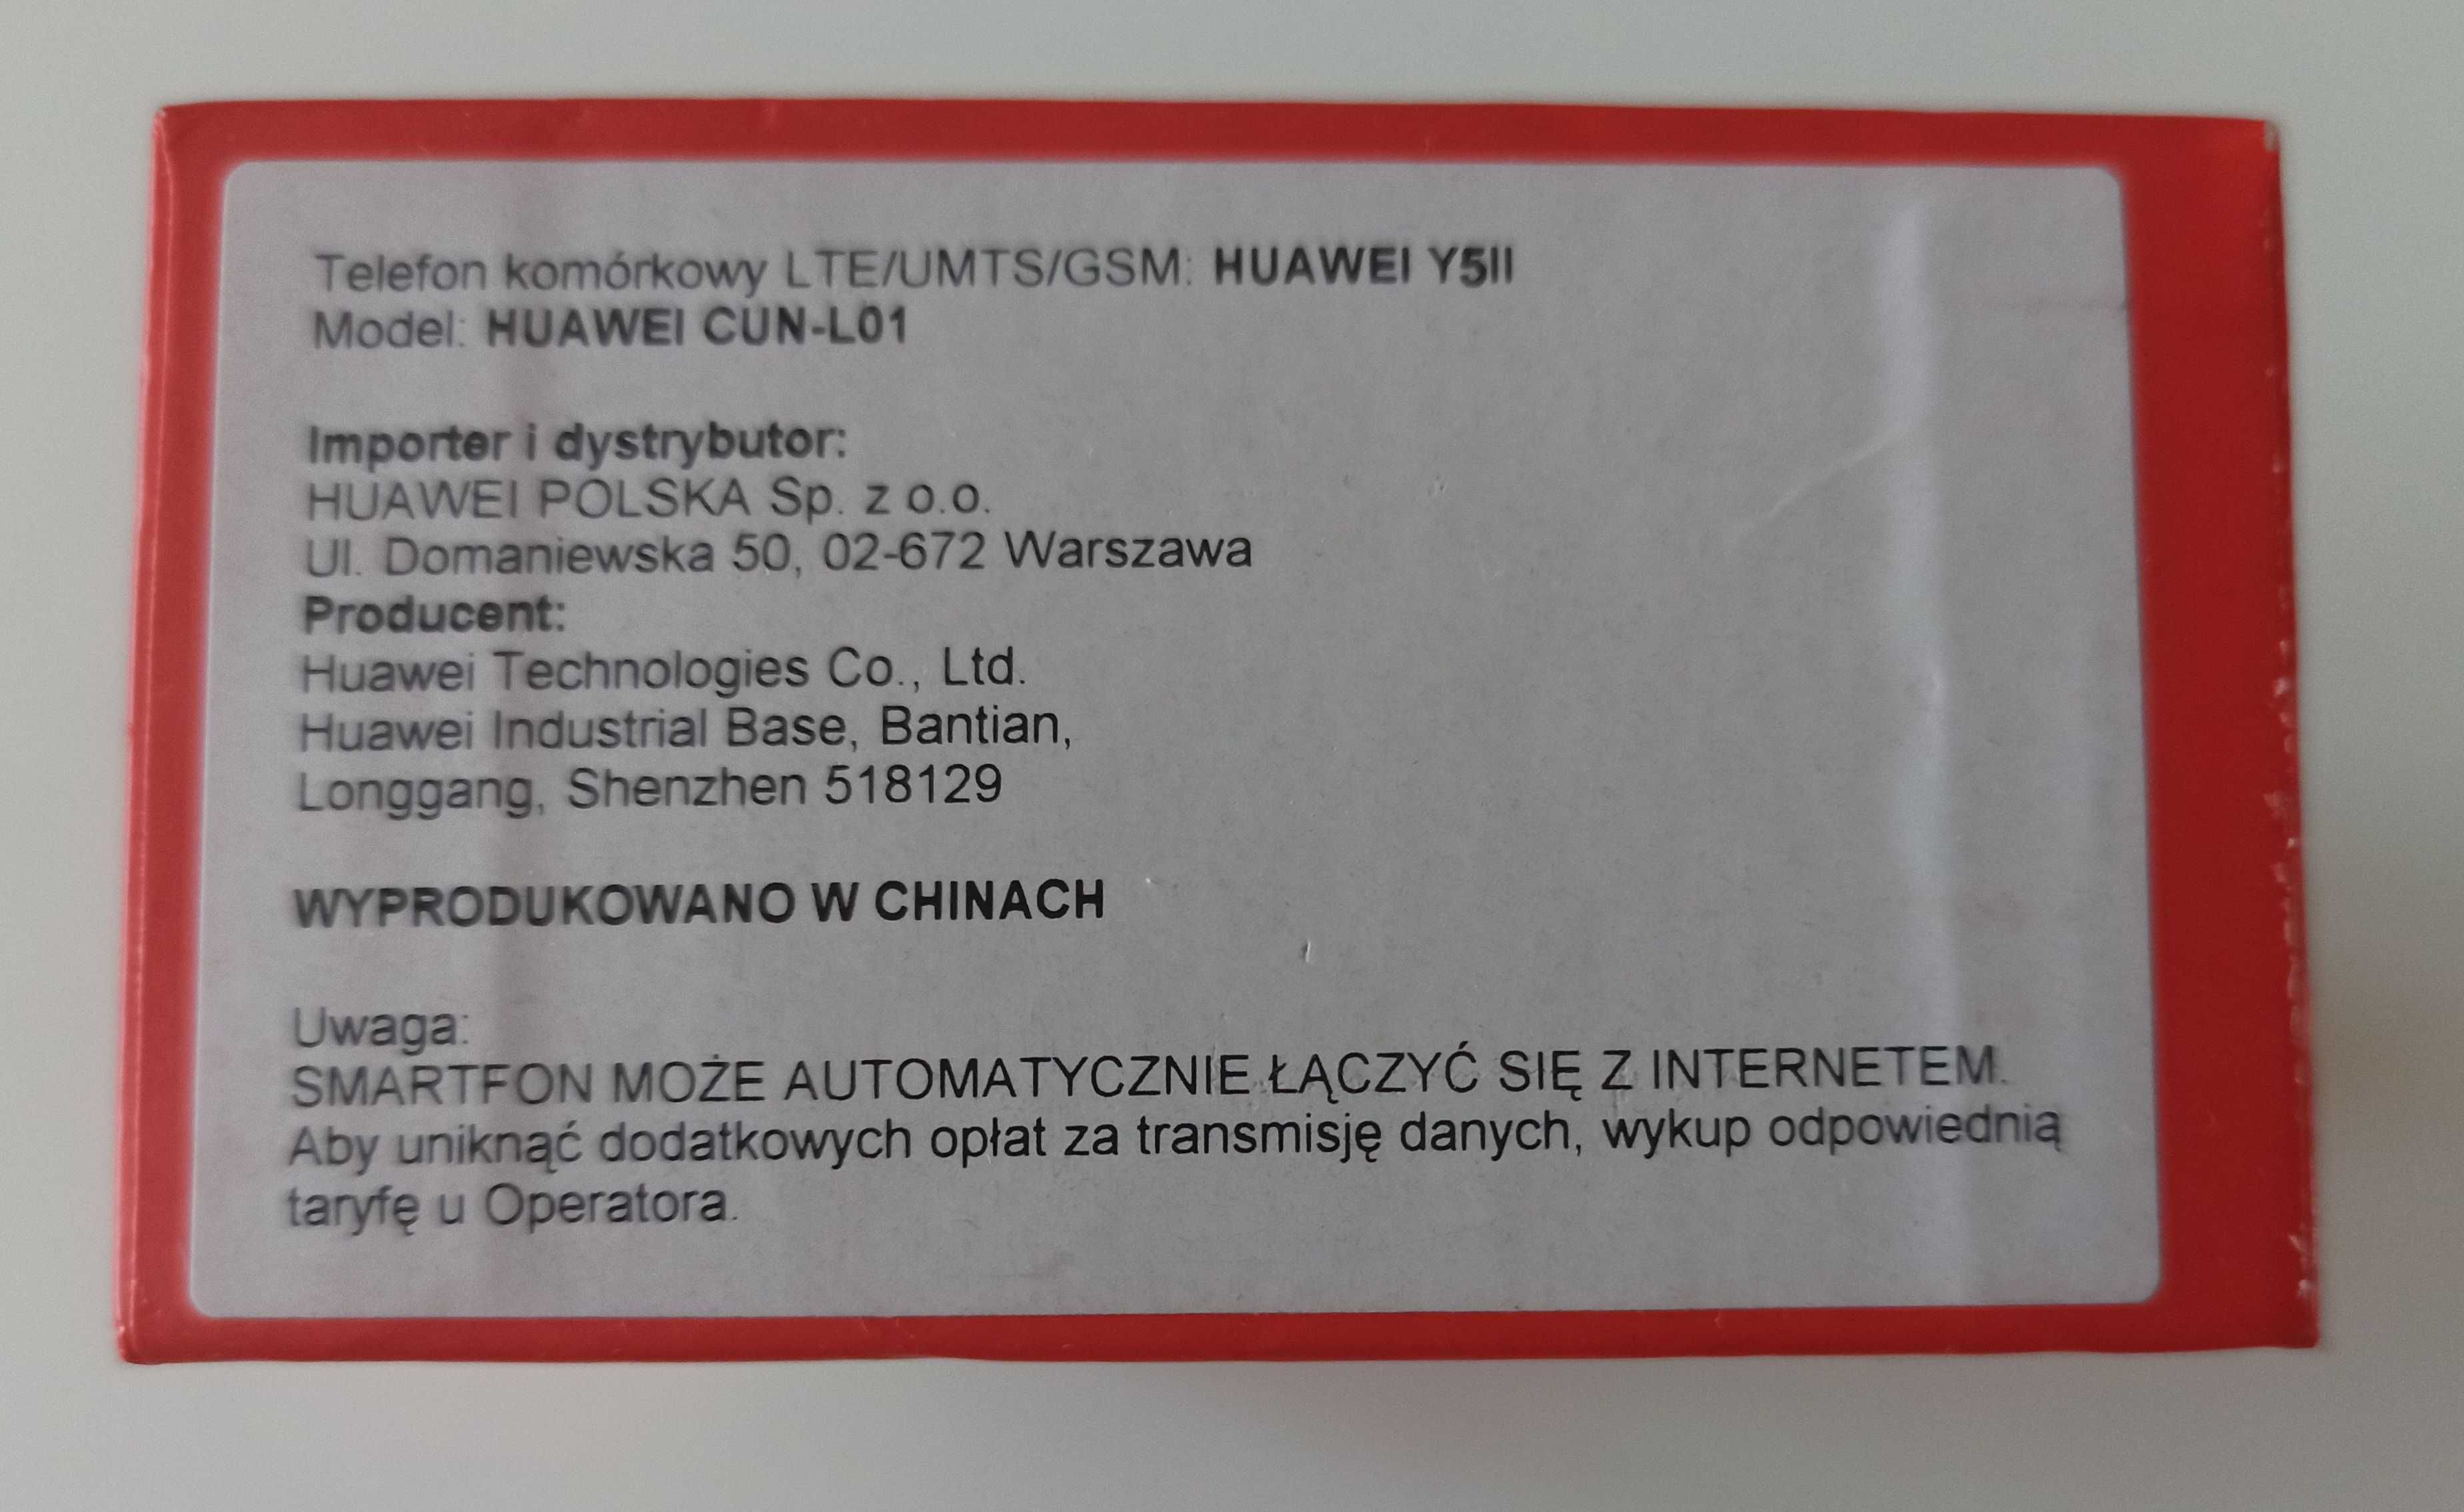 Telefon komórkowy LTE/UMTS/GSM: HUAWEI Y5II
Model: HUAWEI CUN-L01
Importer i dystrybutor:
HUAWEI POLSKA Sp. z o.o.
Ul. Domaniewska 50, 02-672 Warszawa
Producent:
Huawei Technologies Co., Ltd.
Huawei Industrial Base, Bantian,
Longgang, Shenzhen 518129
WYPRODUKOWANO W CHINACH
Uwaga:
SMARTFON MOŻE AUTOMATYCZNIE ŁĄCZYĆ SIĘ Z INTERNETEM.
Aby uniknąć dodatkowych opłat za transmisję danych, wykup odpowiednią
taryfę u Operatora.